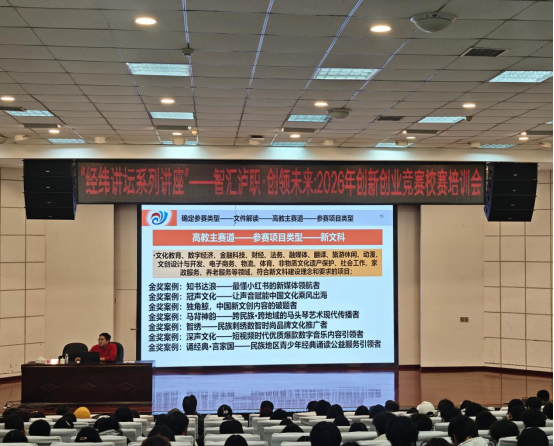 “经纬讲坛系列讲座”——智汇泸职·创领未来:2026年创新创业竞赛校赛培训会
确定参赛类型——文件解读——高教主赛道——参赛项目类型
高教主赛道——参赛项目类型——新文科
•文化教育、数字经济、金融科技、财经、法务、融媒体、翻译、旅游休闲、动漫、
文创设计与开发、电子商务、物流、体育、非物质文化遗产保护、社会工作、家
政服务、养老服务等领域,符合新文科建设理念和要求的项目;
金奖案例:知书达浪——最懂小红书的新媒体领航者
金奖案例:冠声文化——让声音赋能中国文化乘风出海
金奖案例:独角鲸,中国新文创内容的破题者
金奖案例:马背神韵——跨民族·跨地域的马头琴艺术现代传播者
金奖案例:智绣——民族刺绣数智时尚品牌文化推广者
金奖案例:深声文化——短视频时代优质爆款数字音乐内容引领者
金奖案例:诵经典·言家国——民族地区青少年经典诵读公益服务引领者